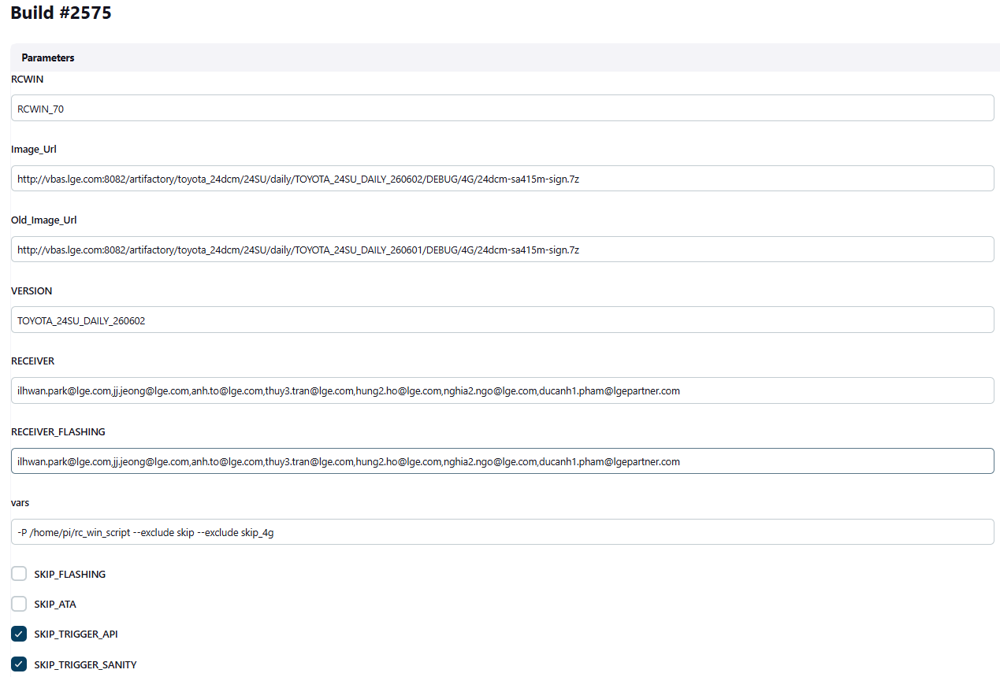 Build #2575
Parameters
RCWIN
RCWIN_70
Image_Url
http://vbas.lge.com:8082/artifactory/toyota_24dcm/24SU/daily/TOYOTA_24SU_DAILY_260602/DEBUG/4G/24dcm-sa415m-sign.7z
Old_Image_Url
http://vbas.lge.com:8082/artifactory/toyota_24dcm/24SU/daily/TOYOTA_24SU_DAILY_260601/DEBUG/4G/24dcm-sa415m-sign.7z
VERSION
TOYOTA_24SU_DAILY_260602
RECEIVER
ilhwan.park@lge.com,jj.jeong@lge.com,anh.to@lge.com,thuy3.tran@lge.com,hung2.ho@lge.com,nghia2.ngo@lge.com,ducanh1.pham@lgepartner.com
RECEIVER_FLASHING
ilhwan.park@lge.com,jj.jeong@lge.com,anh.to@lge.com,thuy3.tran@lge.com,hung2.ho@lge.com,nghia2.ngo@lge.com,ducanh1.pham@lgepartner.com
vars
-P /home/pi/rc_win_script --exclude skip --exclude skip_4g
SKIP_FLASHING
SKIP_ATA
SKIP_TRIGGER_API
SKIP_TRIGGER_SANITY